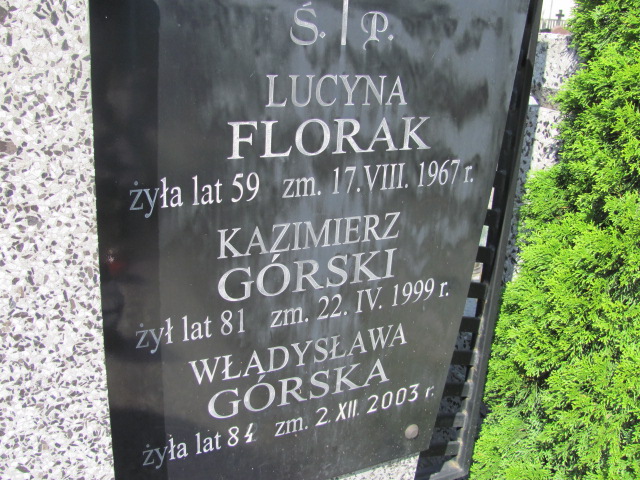 Ś. P.
LUCYNA
FLORAK
żyła lat 59 zm. 17.VIII. 1967 r.
KAZIMIERZ
GÓRSKI
żył lat 81 zm. 22. IV. 1999 r.
WŁADYSŁAWA
GÓRSKA
żyła lat 84 zm. 2. XII. 2003 r.